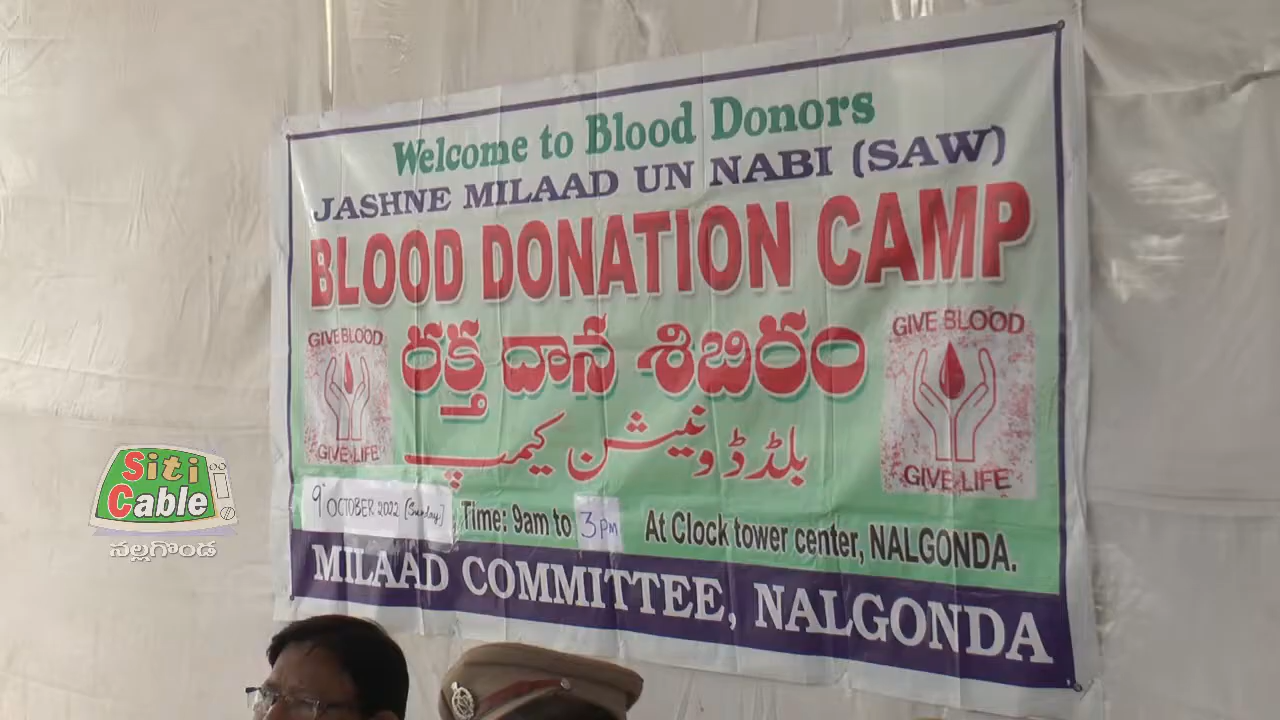 Welcome to Blood Donors
JASHNE MILAAD UN NABI (SAW)
BLOOD DONATION CAMP
రక్త దాన శిబిరం
بلڈ ڈونیشن کیمپ
GIVE BLOOD
GIVE LIFE
GIVE BLOOD
GIVE LIFE
9th OCTOBER 2022 (Sunday), Time: 9am to 3pm At Clock tower center, NALGONDA.
MILAAD COMMITTEE, NALGONDA
Siti
Cable
నల్లగొండ